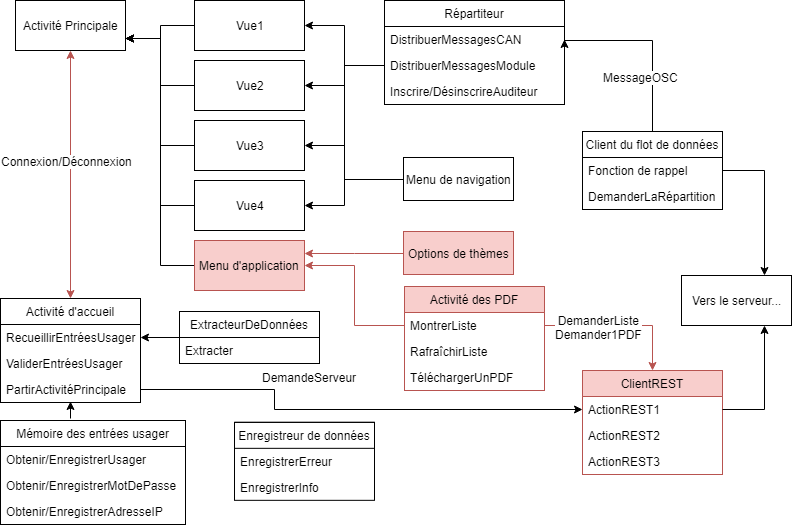 Activité Principale
Vue1
Vue2
Vue3
Vue4
Menu d'application
Répartiteur
DistribuerMessagesCAN
DistribuerMessagesModule
Inscrire/DésinscrireAuditeur
MessageOSC
Client du flot de données
Fonction de rappel
DemanderLaRépartition
Menu de navigation
Connexion/Déconnexion
Options de thèmes
Vers le serveur...
Activité d'accueil
RecueillirEntréesUsager
ValiderEntréesUsager
PartirActivitéPrincipale
ExtracteurDeDonnées
Extracter
Activité des PDF
MontrerListe
RafraîchirListe
TéléchargerUnPDF
DemanderListe
Demander1PDF
DemandeServeur
ClientREST
ActionREST1
ActionREST2
ActionREST3
Mémoire des entrées usager
Obtenir/EnregistrerUsager
Obtenir/EnregistrerMotDePasse
Obtenir/EnregistrerAdresseIP
Enregistreur de données
EnregistrerErreur
EnregistrerInfo